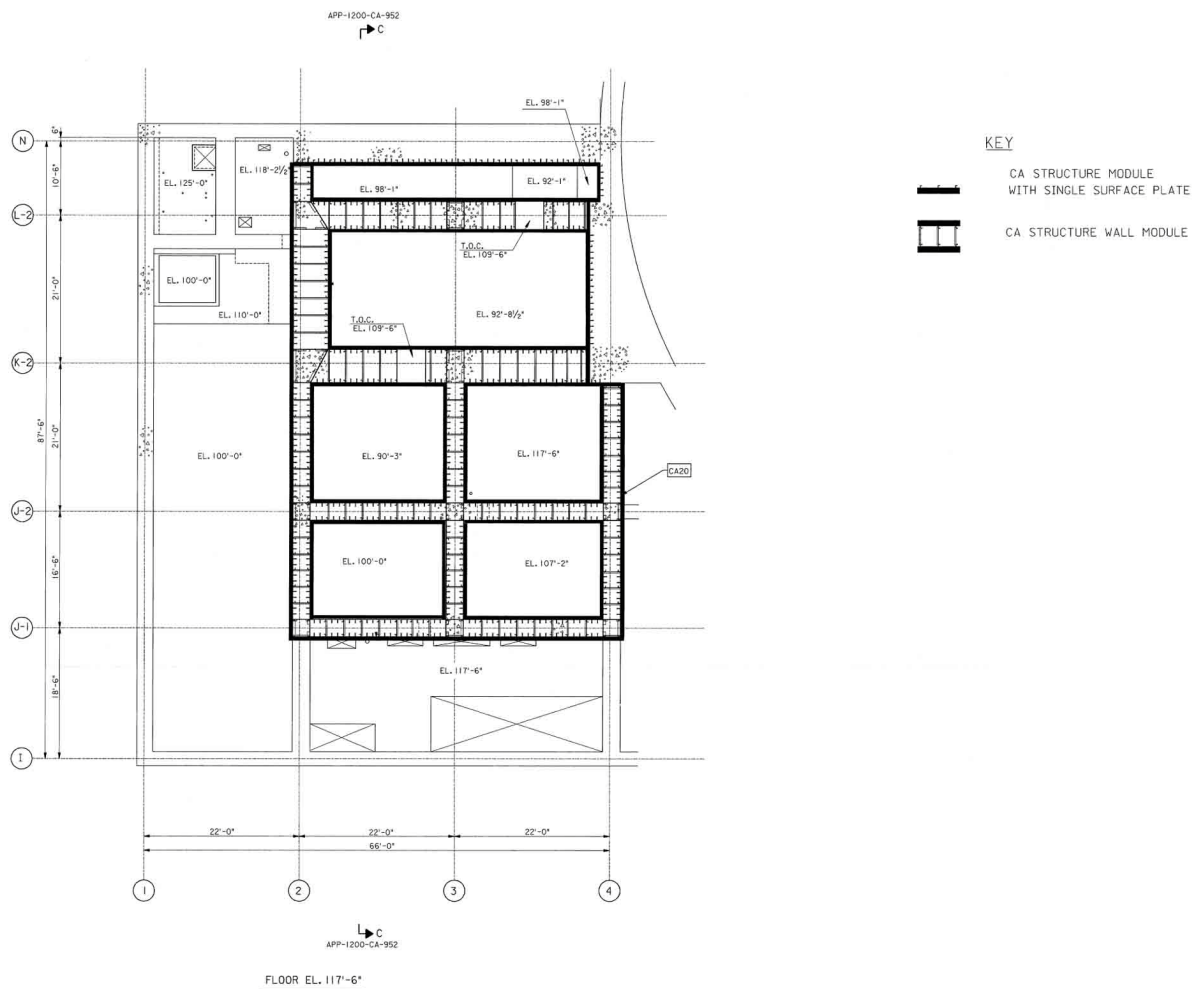 APP-1200-CA-952
C
EL. 98'-1"
N
6"
10'-6"
EL. 125'-0"
EL. 118'-2½"
EL. 98'-1"
EL. 92'-1"
L-2
T.O.C.
EL. 109'-6"
21'-0"
EL. 100'-0"
EL. 110'-0"
EL. 92'-8½"
T.O.C.
EL. 109'-6"
K-2
87'-6"
21'-0"
EL. 100'-0"
EL. 90'-3"
EL. 117'-6"
CA20
J-2
16'-6"
EL. 100'-0"
EL. 107'-2"
J-1
18'-6"
EL. 117'-6"
I
22'-0"
22'-0"
22'-0"
66'-0"
1
2
3
4
C
APP-1200-CA-952
FLOOR EL. 117'-6"
KEY
CA STRUCTURE MODULE
WITH SINGLE SURFACE PLATE
CA STRUCTURE WALL MODULE